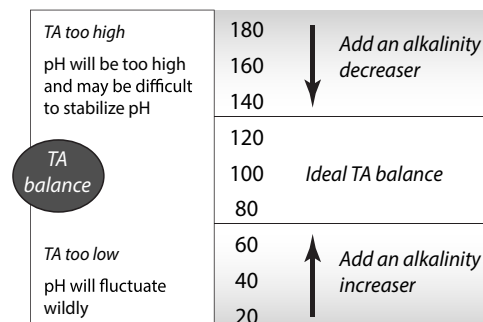 TA too high
pH will be too high
and may be difficult
to stabilize pH
TA
balance
TA too low
pH will fluctuate
wildly
180
160
140
120
100
80
60
40
20
Add an alkalinity
decreaser
Ideal TA balance
Add an alkalinity
increaser